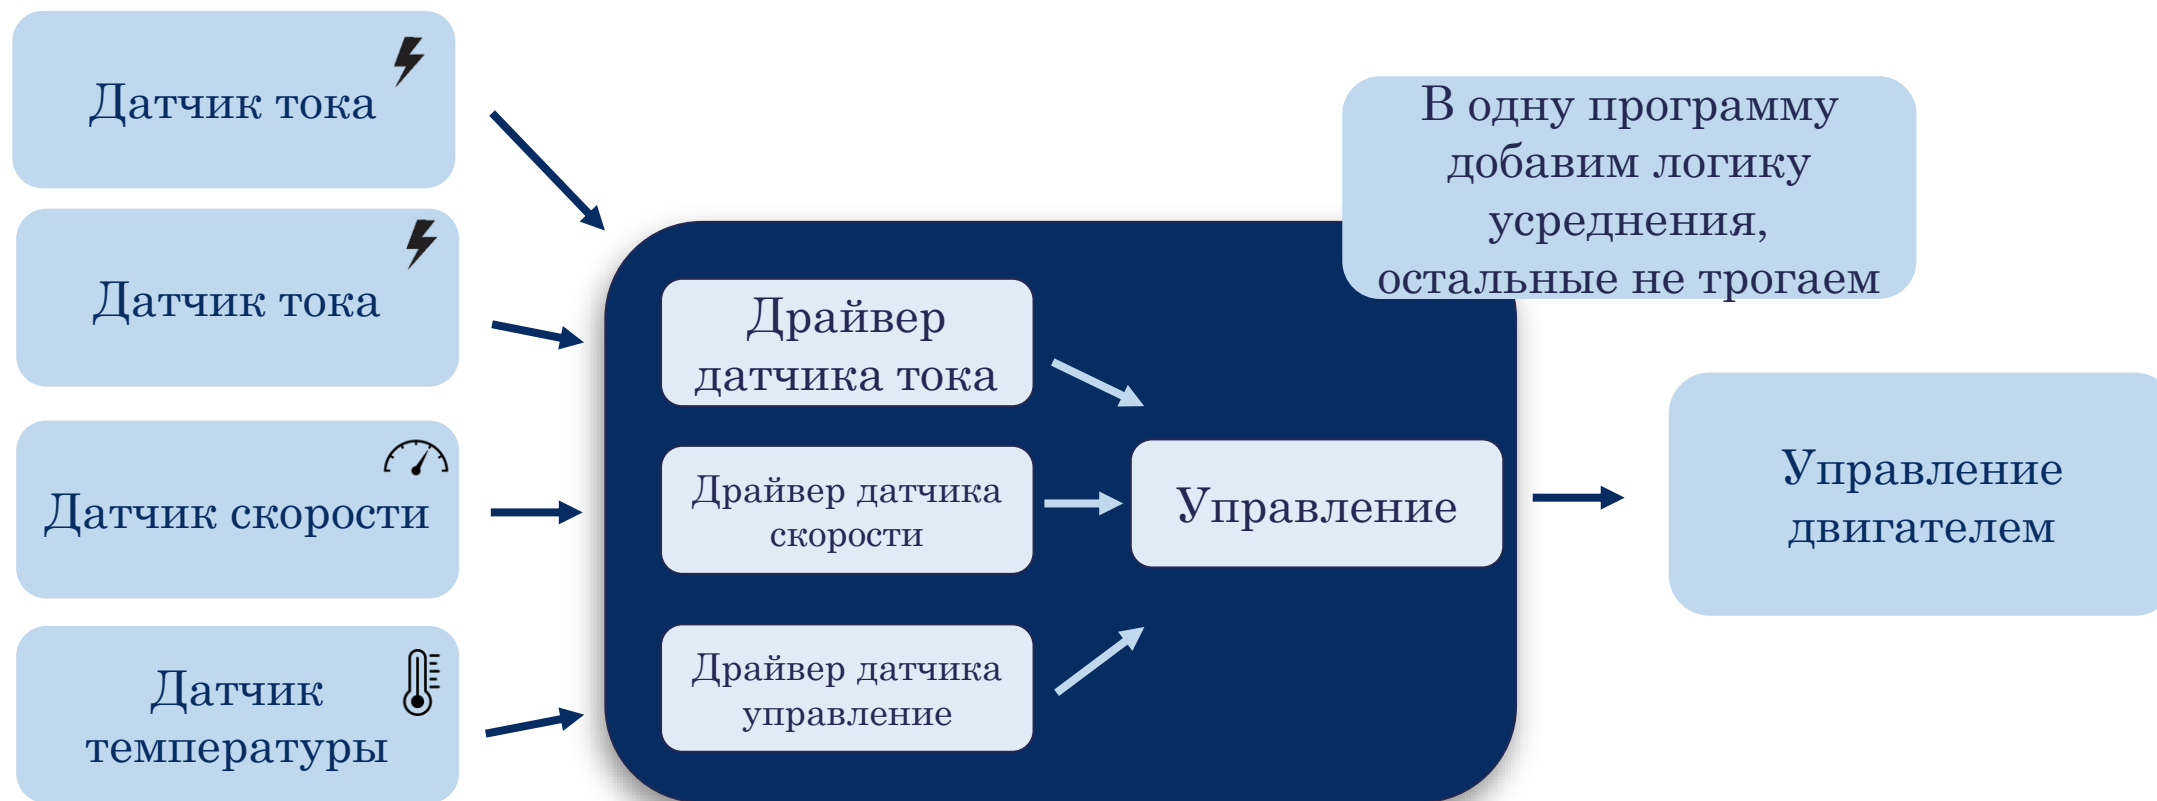 Датчик тока
Датчик тока
Датчик скорости
Датчик
температуры
Драйвер
датчика тока
Драйвер датчика
скорости
Драйвер датчика
управление
Управление
В одну программу
добавим логику
усреднения,
остальные не трогаем
Управление
двигателем